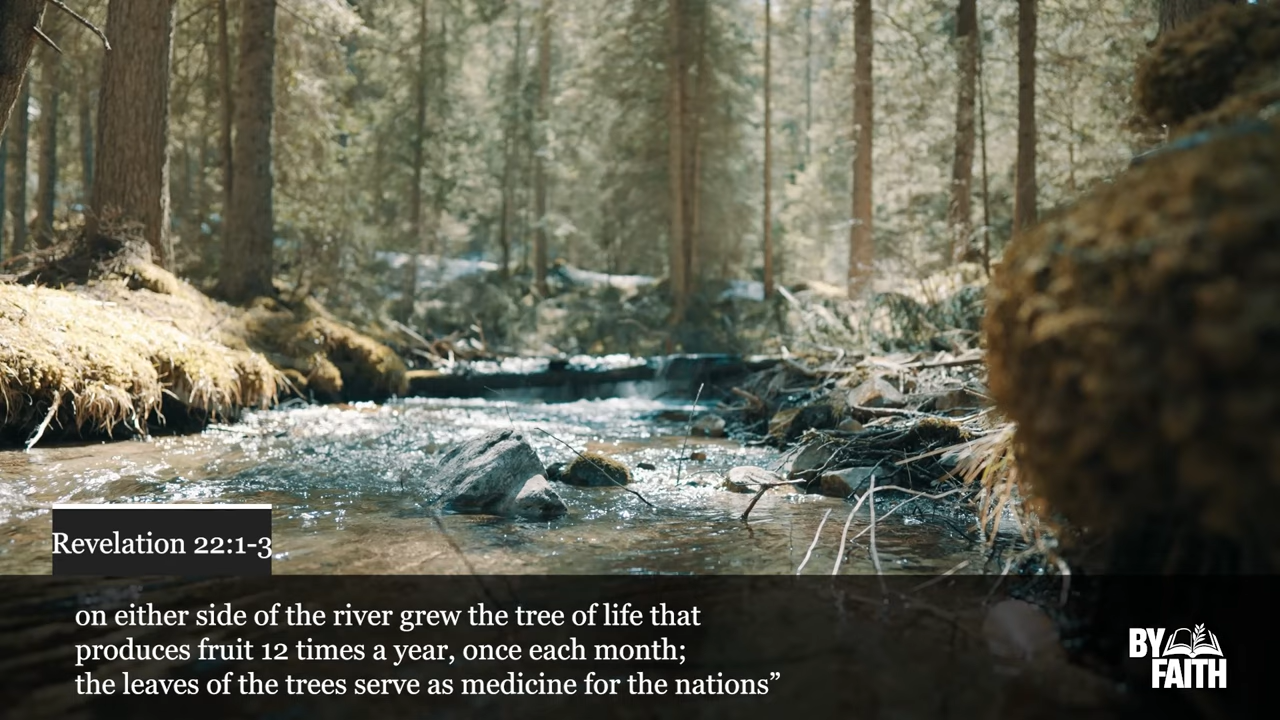 Revelation 22:1-3
on either side of the river grew the tree of life that
produces fruit 12 times a year, once each month;
the leaves of the trees serve as medicine for the nations”
BY
FAITH